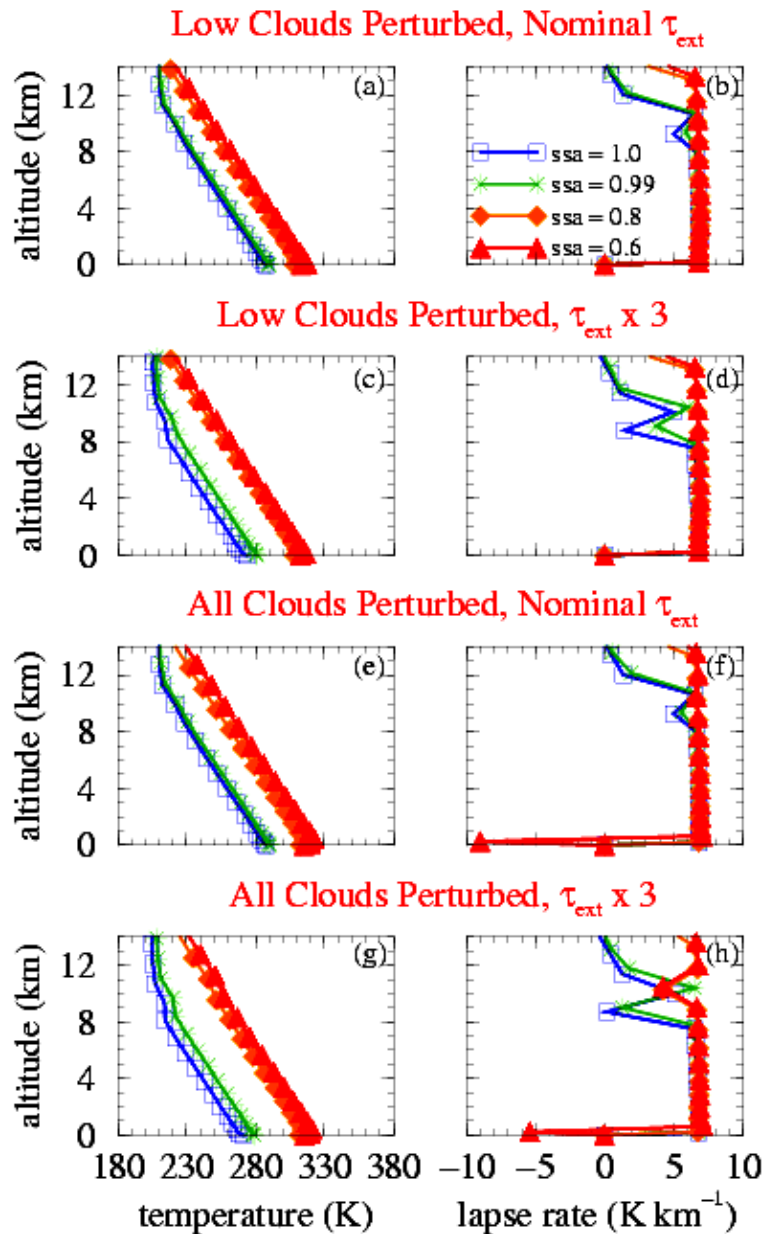 Low Clouds Perturbed, Nominal τext
altitude (km)
12
8
4
0
(a)
(b)
ssa = 1.0
ssa = 0.99
ssa = 0.8
ssa = 0.6
Low Clouds Perturbed, τext x 3
altitude (km)
12
8
4
0
(c)
(d)
All Clouds Perturbed, Nominal τext
altitude (km)
12
8
4
0
(e)
(f)
All Clouds Perturbed, τext x 3
altitude (km)
12
8
4
0
(g)
(h)
180 230 280 330 380 −10 −5 0 5 10
temperature (K) lapse rate (K km−1)